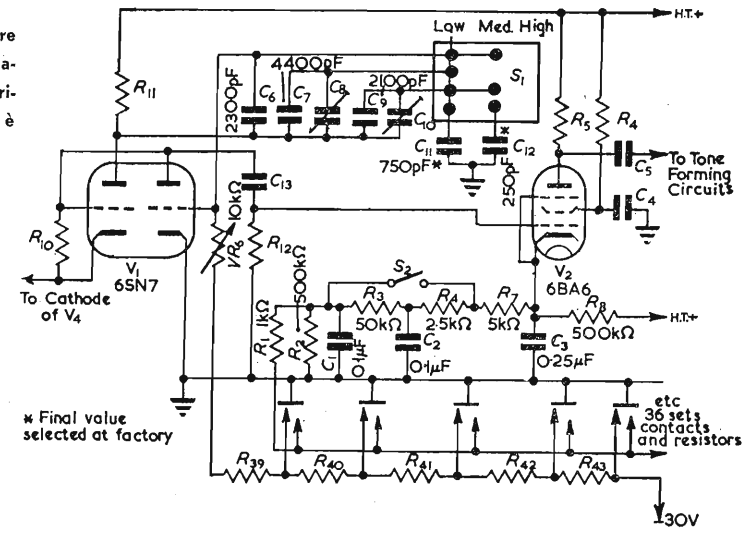 re
a-
ri-
è
Low Med. High
H.T.+
R11
2300pF
C6
4400pF
C7
C8
2100pF
C9
C10
S1
R5
R4
C11
750pF*
*
C12
250pF
C5
To Tone
Forming
Circuits
C4
C13
10kΩ
VR6
R12
500kΩ
R10
V1
6SN7
To Cathode
of V4
V2
6BA6
S2
R3
50kΩ
R4
2.5kΩ
R7
5kΩ
R8
500kΩ
H.T.+
R1
1kΩ
R2
C1
0.1µF
C2
0.1µF
C3
0.25µF
* Final value
selected at factory
etc
36 sets
contacts
and resistors
R39
R40
R41
R42
R43
-30V